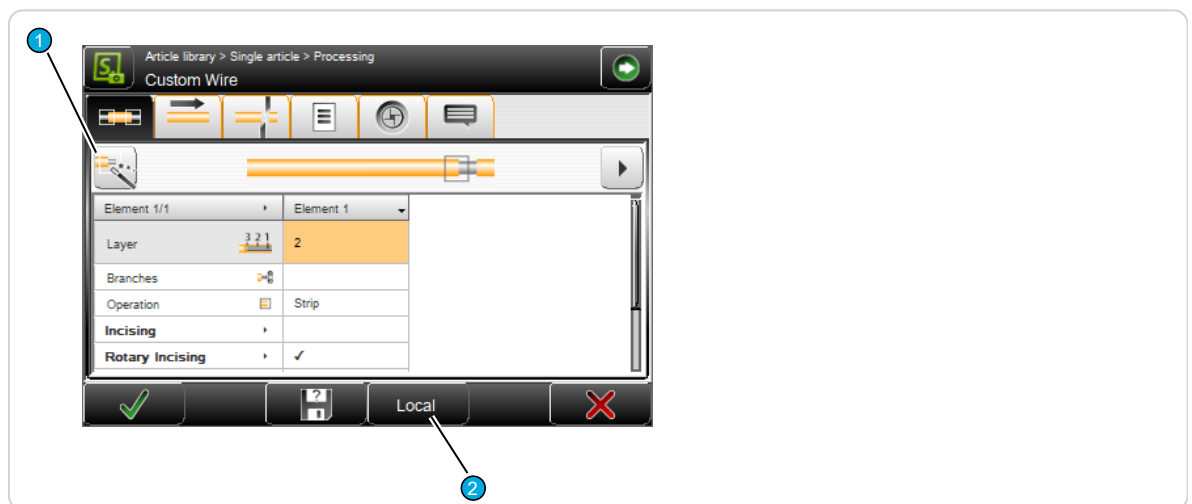 1
Article library > Single article > Processing
Custom Wire
Element 1/1 Element 1
Layer 3 2 1 2
Branches
Operation Strip
Incising
Rotary Incising ✓
? Local
2